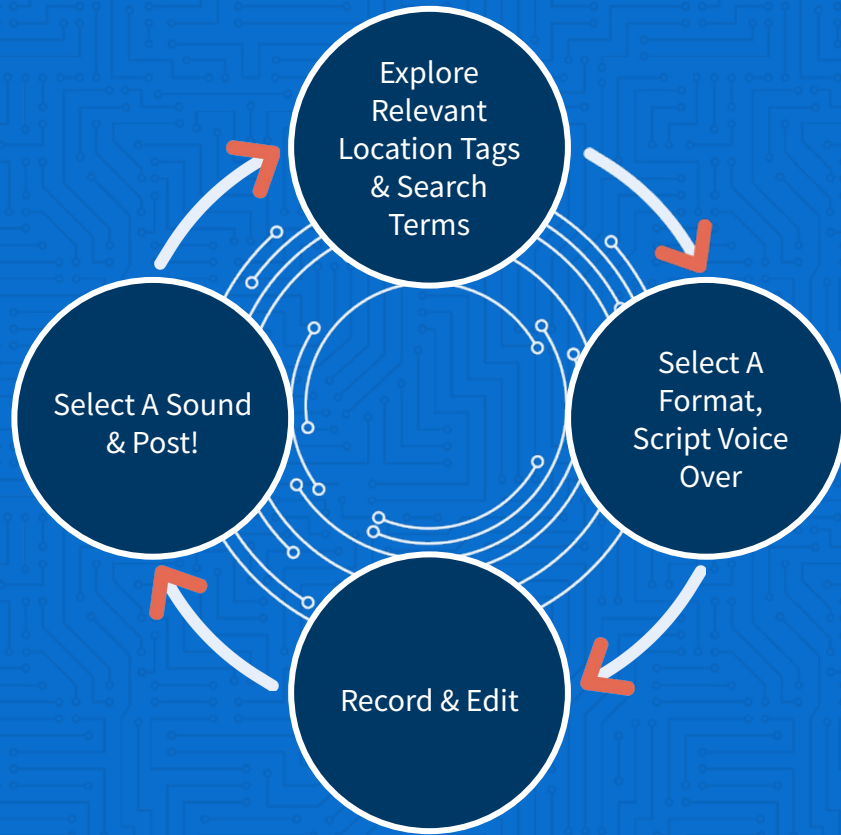 Explore
Relevant
Location Tags
& Search
Terms
Select A
Format,
Script Voice
Over
Record & Edit
Select A Sound
& Post!